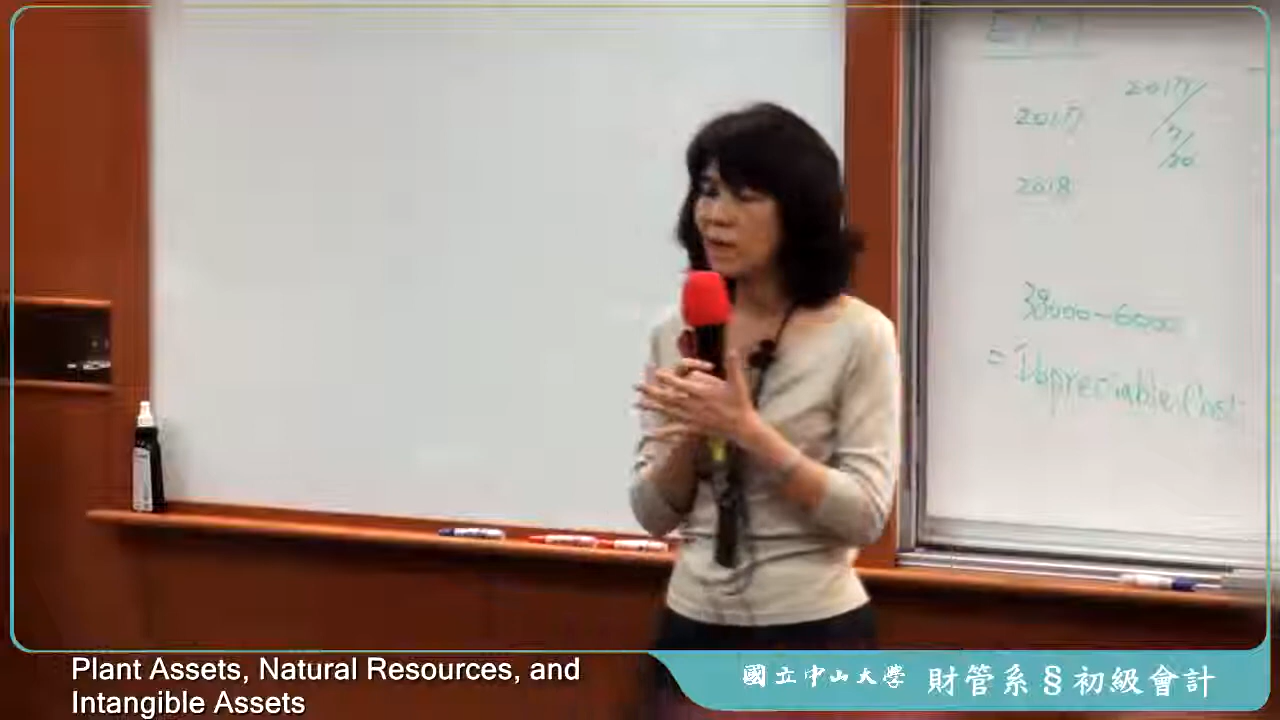 2017
2017/
7/
20
2018
38000-6000
= Depreciable Cost
Plant Assets, Natural Resources, and
Intangible Assets
國立中山大學 財管系§初級會計